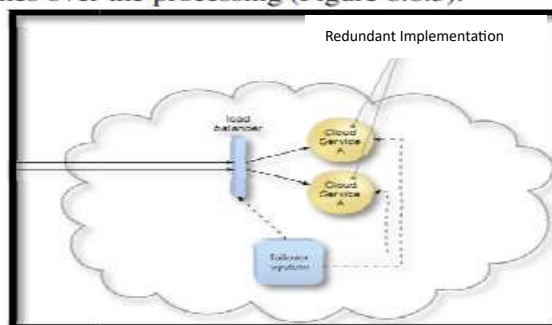 Redundant Implementation
load
balancer
Cloud
Service
A
Cloud
Service
A
failover
system